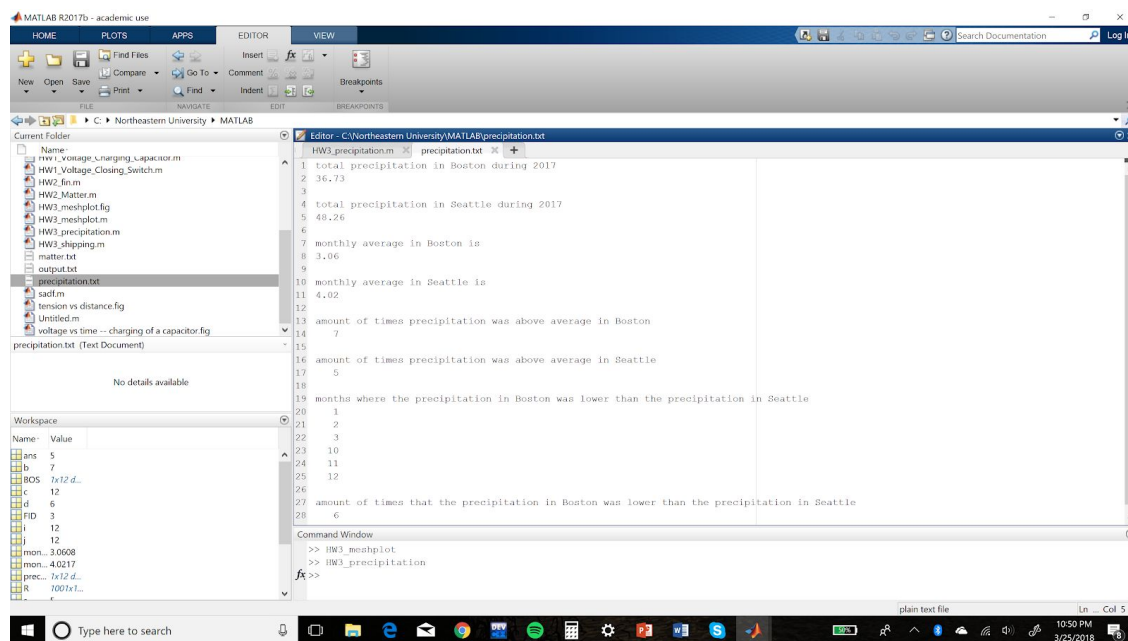 MATLAB R2017b - academic use
HOME PLOTS APPS EDITOR VIEW
Search Documentation
Log In
New Open Save
Find Files
Compare
Print
Go To
Find
Insert
Comment
Indent
Breakpoints
FILE NAVIGATE EDIT BREAKPOINTS
C: Northeastern University MATLAB
Current Folder
Name
HW1_Voltage_Charging_Capacitor.m
HW1_Voltage_Closing_Switch.m
HW2_fin.m
HW2_Matter.m
HW3_meshplot.fig
HW3_meshplot.m
HW3_precipitation.m
HW3_shipping.m
matter.txt
output.txt
precipitation.txt
sadf.m
tension vs distance.fig
Untitled.m
voltage vs time -- charging of a capacitor.fig
precipitation.txt (Text Document)
No details available
Workspace
Name Value
ans 5
b 7
BOS 1x12 d...
c 12
d 6
FID 3
i 12
j 12
mon... 3.0608
mon... 4.0217
prec... 1x12 d...
R 1001x1...
Editor - C:\Northeastern University\MATLAB\precipitation.txt
HW3_precipitation.m precipitation.txt
1 total precipitation in Boston during 2017
2 36.73
3
4 total precipitation in Seattle during 2017
5 48.26
6
7 monthly average in Boston is
8 3.06
9
10 monthly average in Seattle is
11 4.02
12
13 amount of times precipitation was above average in Boston
14 7
15
16 amount of times precipitation was above average in Seattle
17 5
18
19 months where the precipitation in Boston was lower than the precipitation in Seattle
20 1
21 2
22 3
23 10
24 11
25 12
26
27 amount of times that the precipitation in Boston was lower than the precipitation in Seattle
28 6
Command Window
>> HW3_meshplot
>> HW3_precipitation
fx >>
plain text file
Ln ... Col 5
Type here to search
DEV
50%
10:50 PM
3/25/2018